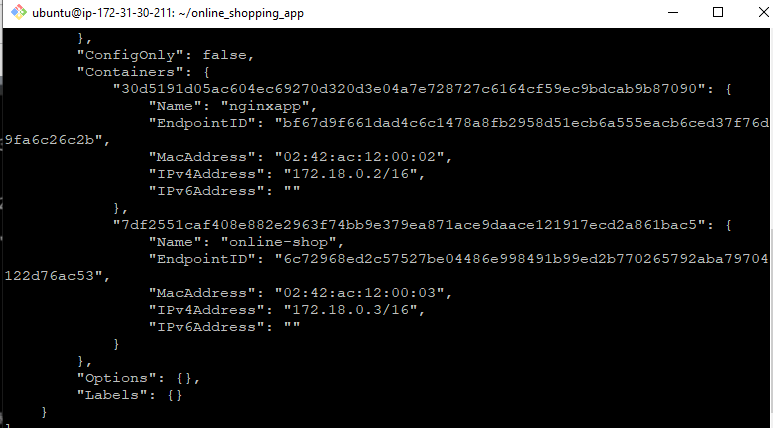 ubuntu@ip-172-31-30-211: ~/online_shopping_app
        },
        "ConfigOnly": false,
        "Containers": {
            "30d5191d05ac604ec69270d320d3e04a7e728727c6164cf59ec9bdcab9b87090": {
                "Name": "nginxapp",
                "EndpointID": "bf67d9f661dad4c6c1478a8fb2958d51ecb6a555eacb6ced37f76d
9fa6c26c2b",
                "MacAddress": "02:42:ac:12:00:02",
                "IPv4Address": "172.18.0.2/16",
                "IPv6Address": ""
            },
            "7df2551caf408e882e2963f74bb9e379ea871ace9daace121917ecd2a861bac5": {
                "Name": "online-shop",
                "EndpointID": "6c72968ed2c57527be04486e998491b99ed2b770265792aba79704
122d76ac53",
                "MacAddress": "02:42:ac:12:00:03",
                "IPv4Address": "172.18.0.3/16",
                "IPv6Address": ""
            }
        },
        "Options": {},
        "Labels": {}
    }
]